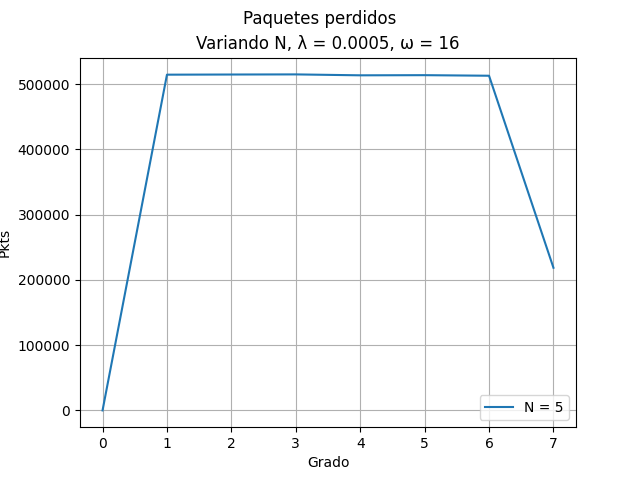 Paquetes perdidos
Variando N, λ = 0.0005, ω = 16
500000
400000
300000
200000
100000
0
Pkts
0 1 2 3 4 5 6 7
Grado
N = 5